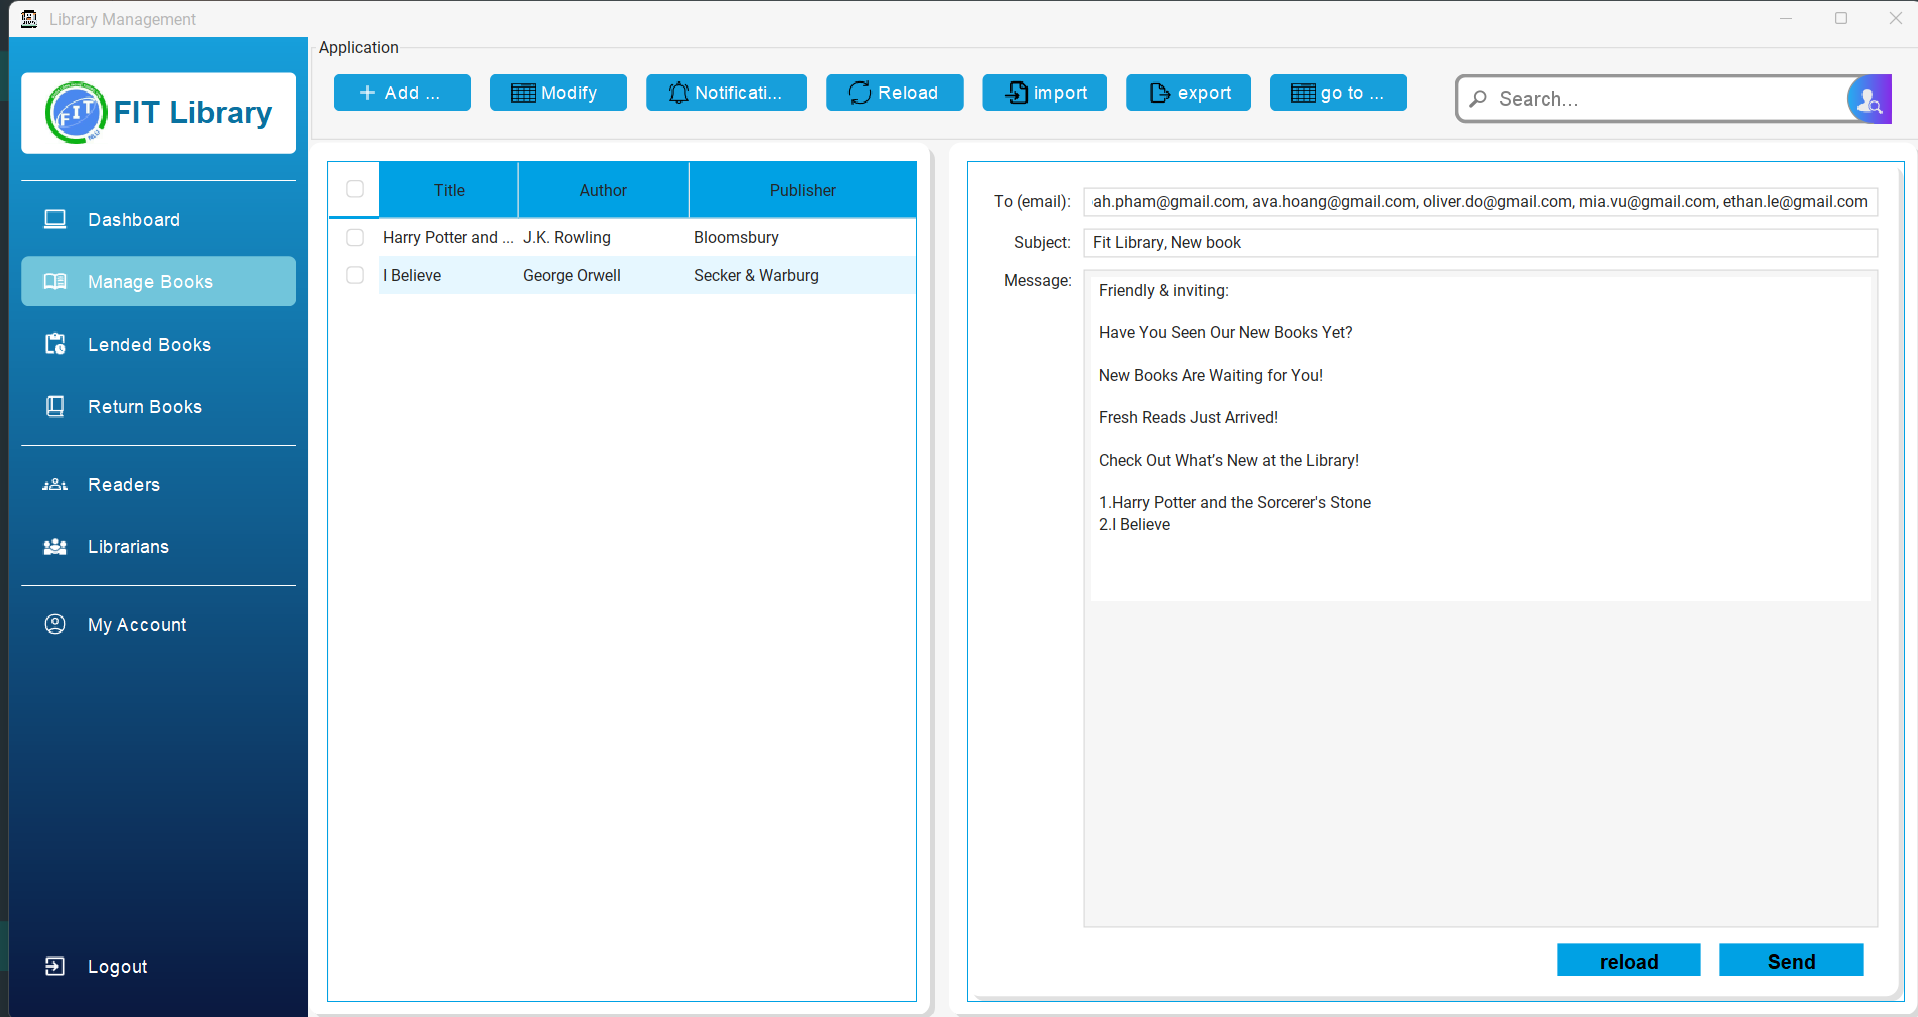 Library Management
FIT Library
Dashboard
Manage Books
Lended Books
Return Books
Readers
Librarians
My Account
Logout
Application
Add ...
Modify
Notificati...
Reload
import
export
go to ...
Search...
Title Author Publisher
Harry Potter and ... J.K. Rowling Bloomsbury
I Believe George Orwell Secker & Warburg
To (email): ah.pham@gmail.com, ava.hoang@gmail.com, oliver.do@gmail.com, mia.vu@gmail.com, ethan.le@gmail.com
Subject: Fit Library, New book
Message:
Friendly & inviting:
Have You Seen Our New Books Yet?
New Books Are Waiting for You!
Fresh Reads Just Arrived!
Check Out What’s New at the Library!
1.Harry Potter and the Sorcerer's Stone
2.I Believe
reload
Send